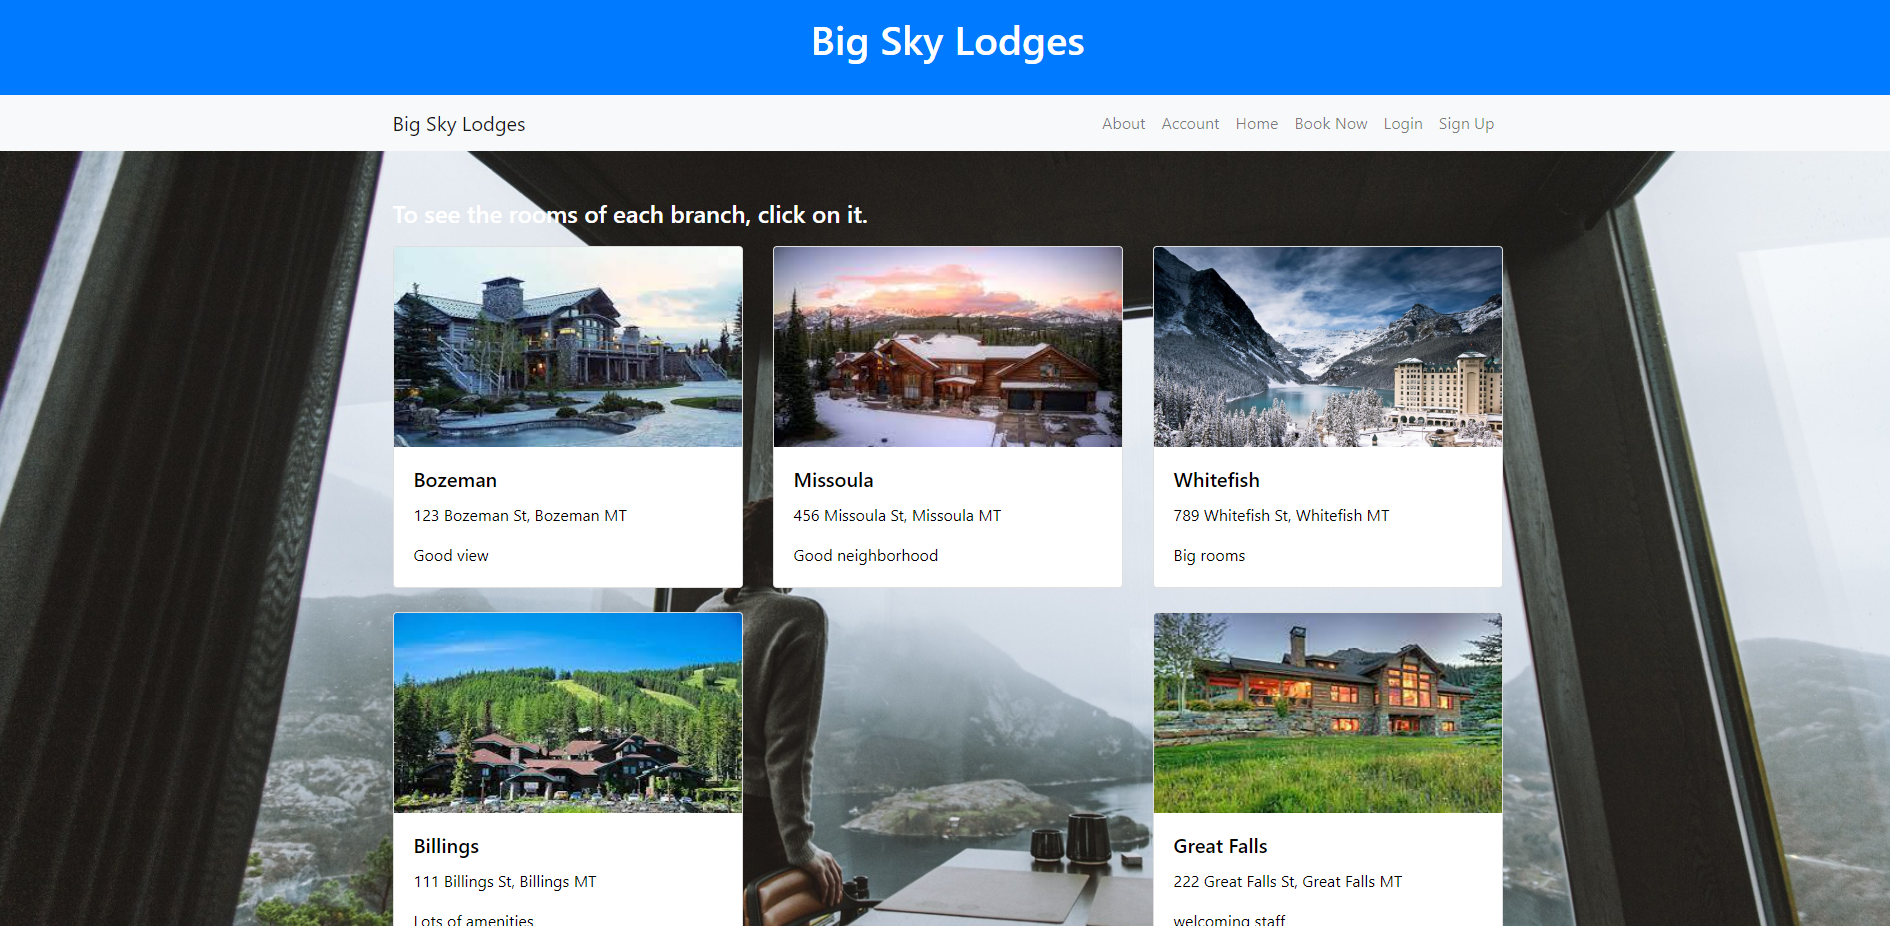 Big Sky Lodges
Big Sky Lodges
About Account Home Book Now Login Sign Up
To see the rooms of each branch, click on it.
Bozeman
123 Bozeman St, Bozeman MT
Good view
Missoula
456 Missoula St, Missoula MT
Good neighborhood
Whitefish
789 Whitefish St, Whitefish MT
Big rooms
Billings
111 Billings St, Billings MT
Lots of amenities
Great Falls
222 Great Falls St, Great Falls MT
welcoming staff